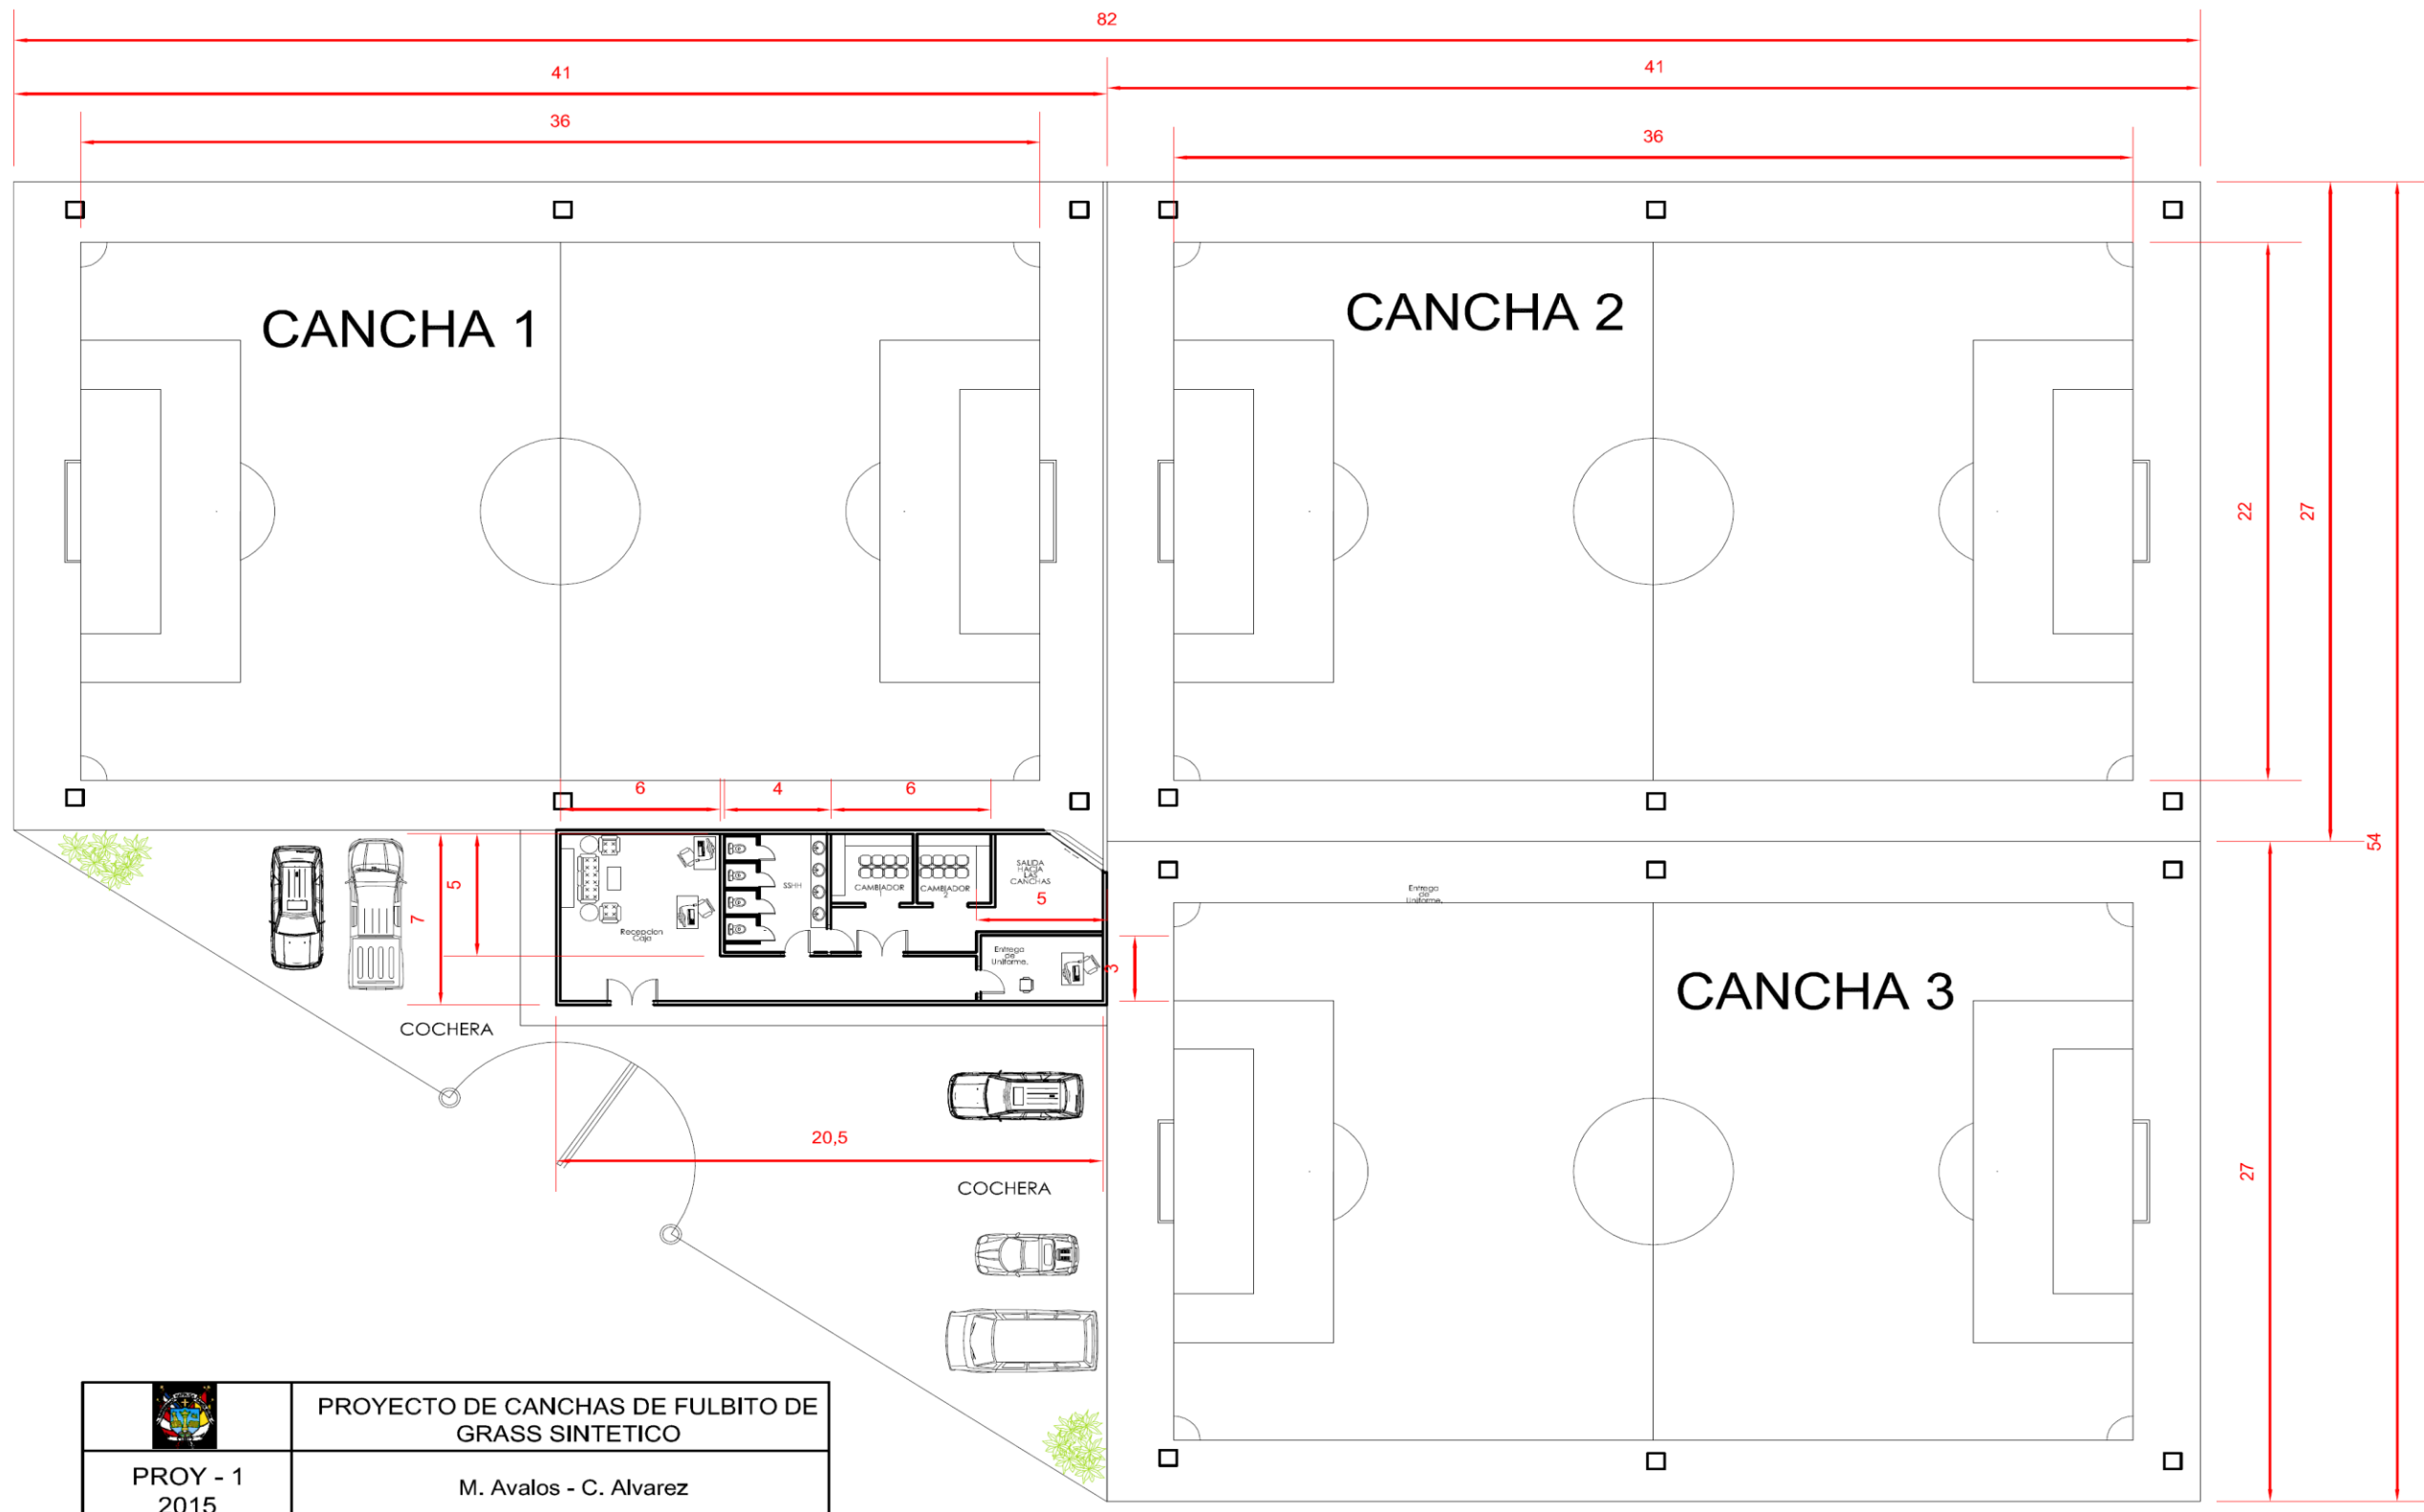 82
41
41
36
36
CANCHA 1
CANCHA 2
22
27
6
4
6
54
5
7
SSHH
CAMBIADOR
1
CAMBIADOR
2
SALIDA
HACIA
LAS
CANCHAS
5
Recepcion
Caja
Entrega
de
Uniforme.
3
Entrega
de
Uniforme.
CANCHA 3
COCHERA
20,5
COCHERA
27
PROYECTO DE CANCHAS DE FULBITO DE
GRASS SINTETICO
PROY - 1
2015
M. Avalos - C. Alvarez